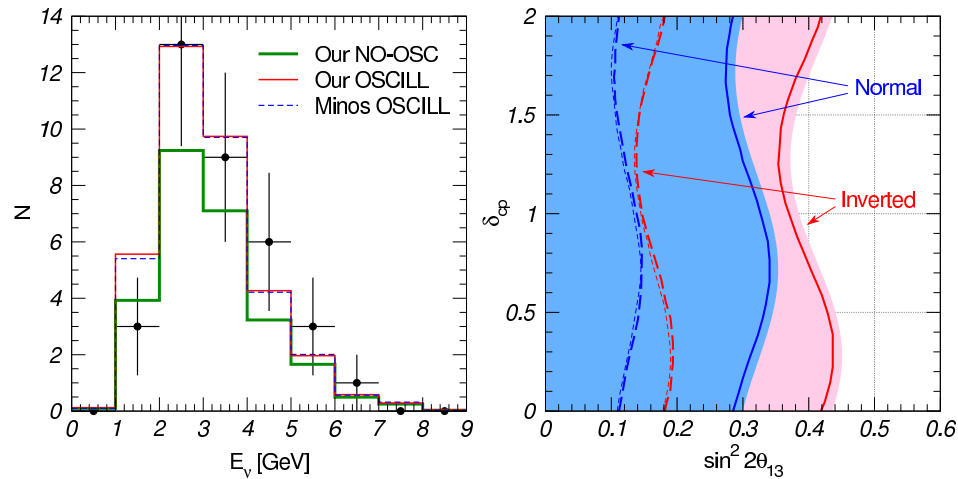 14
12
10
8
6
4
2
0
N
0 1 2 3 4 5 6 7 8 9
E_ν [GeV]
Our NO-OSC
Our OSCILL
Minos OSCILL
2
1.5
1
0.5
0
δ_cp
0 0.1 0.2 0.3 0.4 0.5 0.6
sin² 2θ₁₃
Normal
Inverted